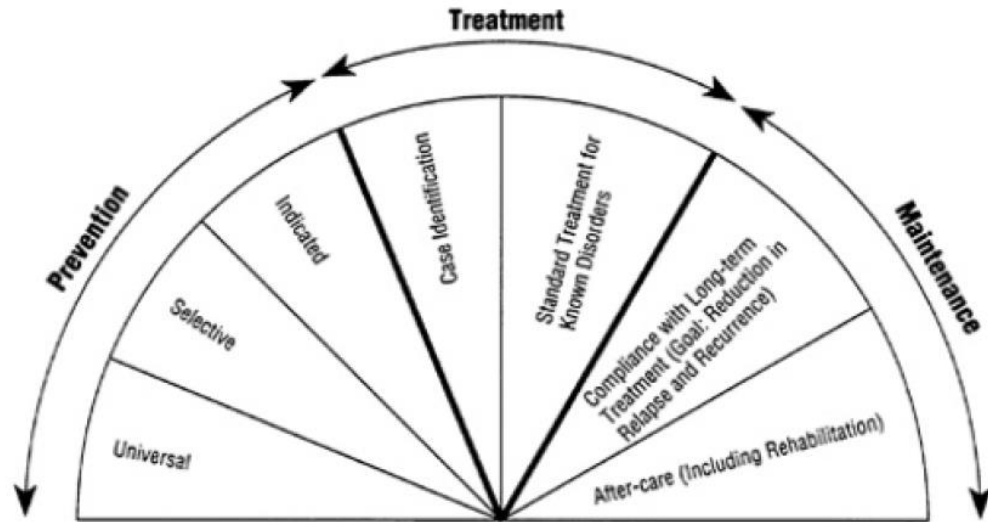 Treatment
Prevention
Maintenance
Universal
Selective
Indicated
Case Identification
Standard Treatment for
Known Disorders
Compliance with Long-term
Treatment (Goal: Reduction in
Relapse and Recurrence)
After-care (Including Rehabilitation)